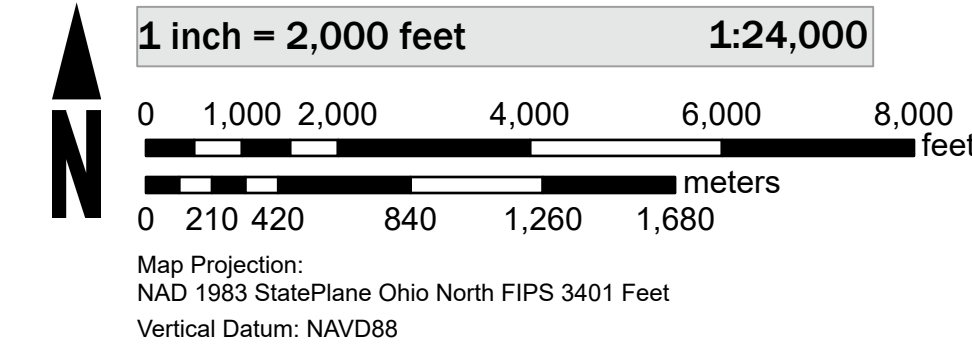 1 inch = 2,000 feet 1:24,000
0 1,000 2,000 4,000 6,000 8,000
feet
N
meters
0 210 420 840 1,260 1,680
Map Projection:
NAD 1983 StatePlane Ohio North FIPS 3401 Feet
Vertical Datum: NAVD88